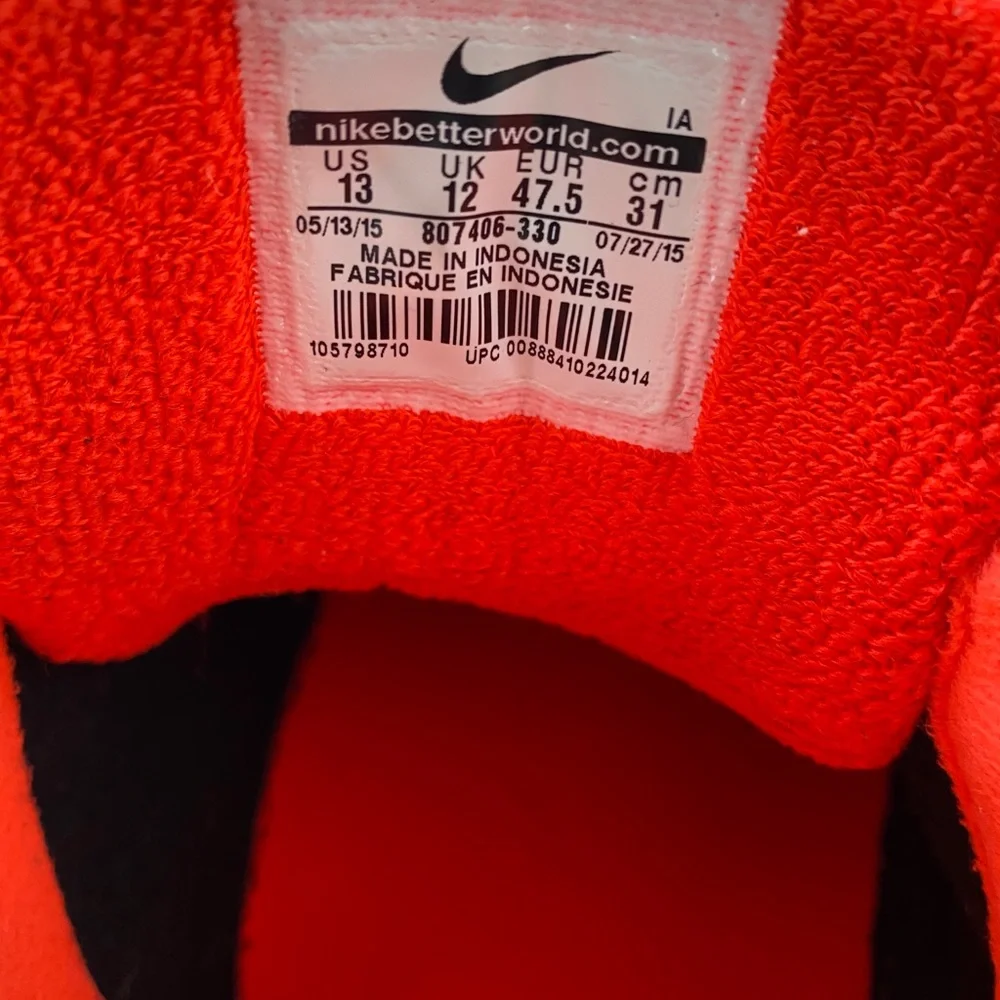 IA
nikebetterworld.com
US UK EUR cm
13 12 47.5 31
05/13/15 807406-330 07/27/15
MADE IN INDONESIA
FABRIQUE EN INDONESIE
105798710 UPC 00888410224014